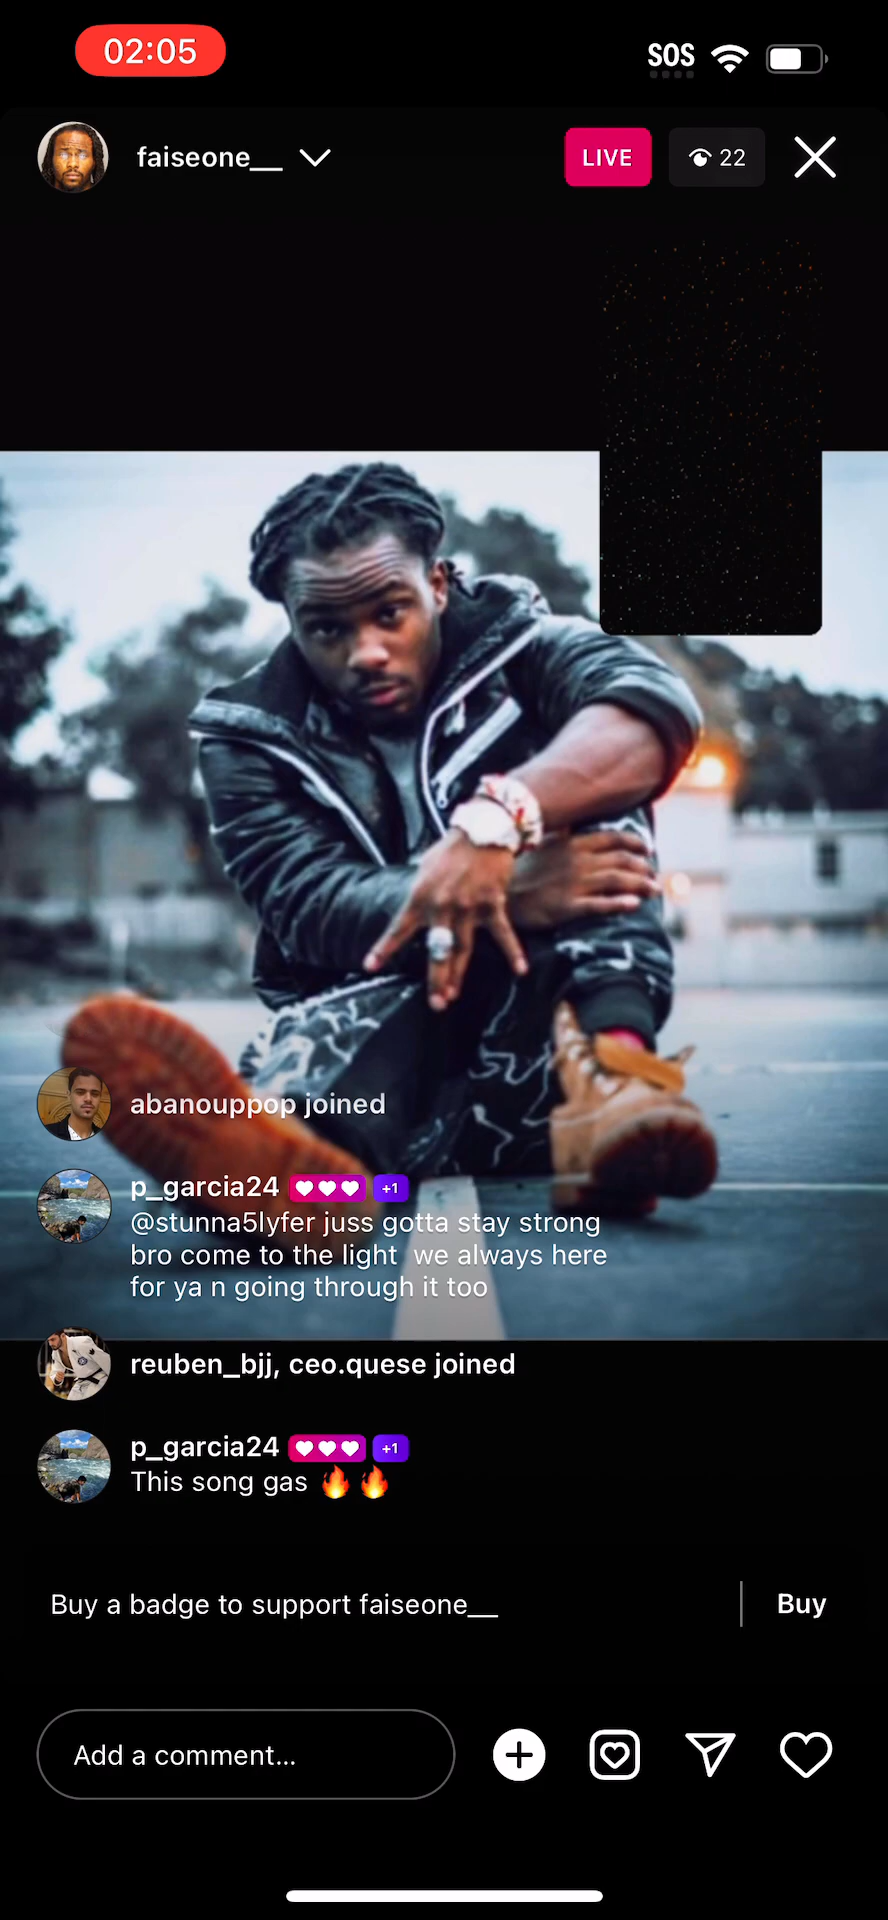 02:05
SOS
faiseone__
LIVE
22
abanouppop joined
p_garcia24 +1
@stunna5lyfer juss gotta stay strong
bro come to the light  we always here
for ya n going through it too
reuben_bjj, ceo.quese joined
p_garcia24 +1
This song gas 🔥 🔥
Buy a badge to support faiseone__
Buy
Add a comment...